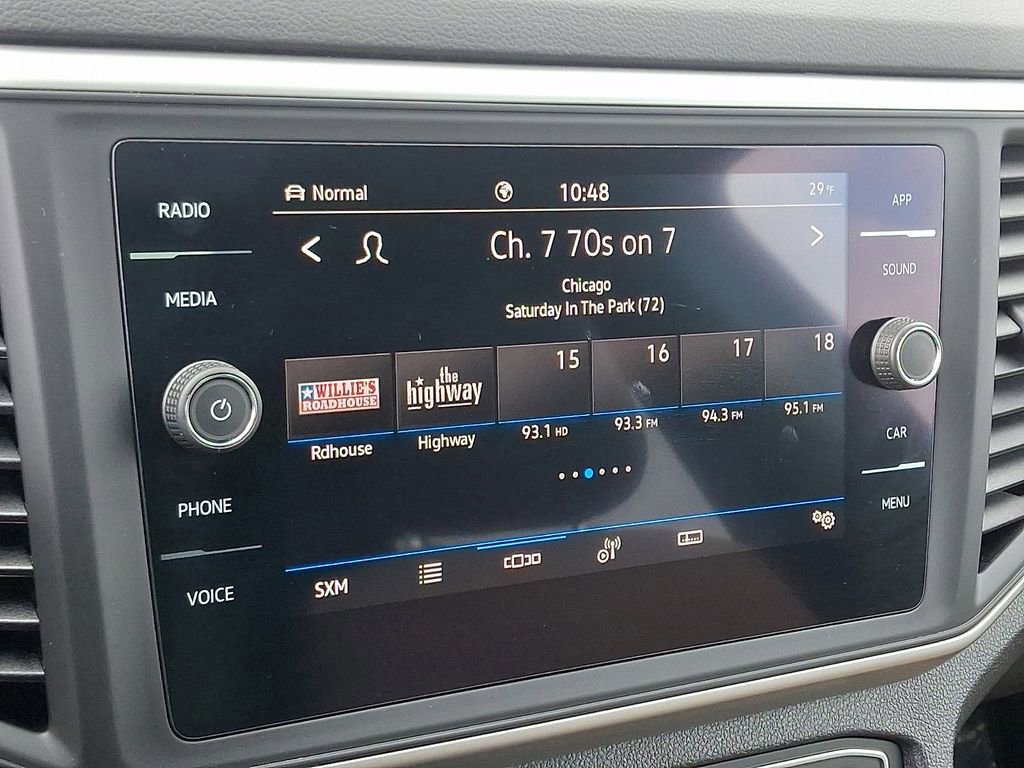 RADIO
MEDIA
PHONE
VOICE
Normal
10:48
29°F
Ch. 7 70s on 7
Chicago
Saturday In The Park (72)
WILLIE'S
ROADHOUSE
the
highway
15
16
17
18
Rdhouse
Highway
93.1 HD
93.3 FM
94.3 FM
95.1 FM
SXM
APP
SOUND
CAR
MENU